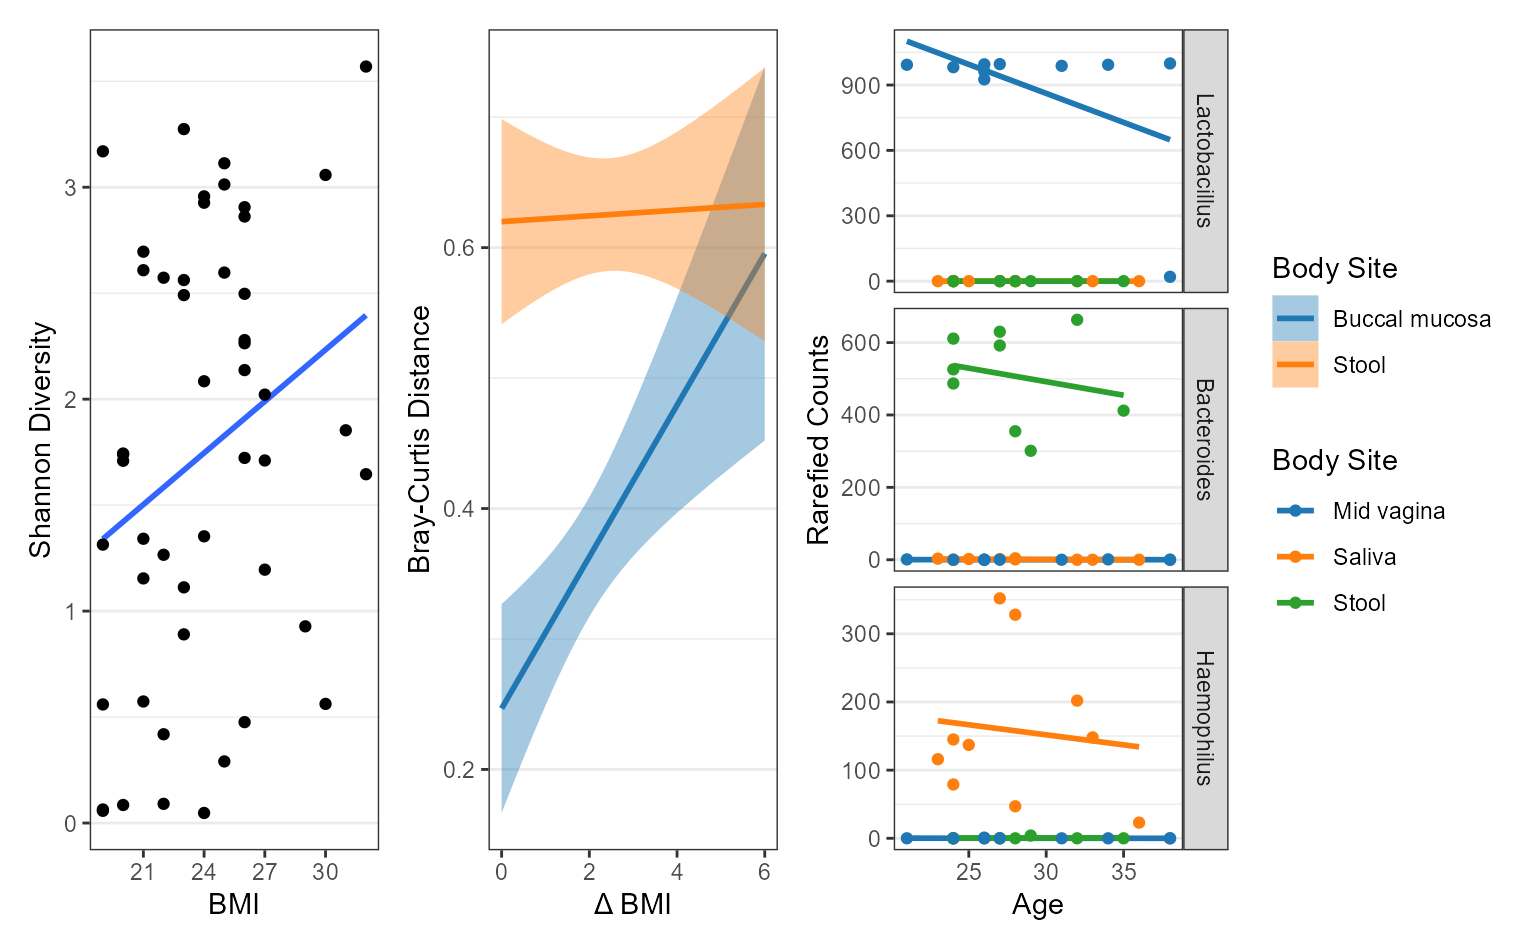 Shannon Diversity
3
2
1
0
21 24 27 30
BMI
Bray-Curtis Distance
0.6
0.4
0.2
0 2 4 6
Δ BMI
Rarefied Counts
900
600
300
0
Lactobacillus
600
400
200
0
Bacteroides
300
200
100
0
Haemophilus
25 30 35
Age
Body Site
Buccal mucosa
Stool
Body Site
Mid vagina
Saliva
Stool